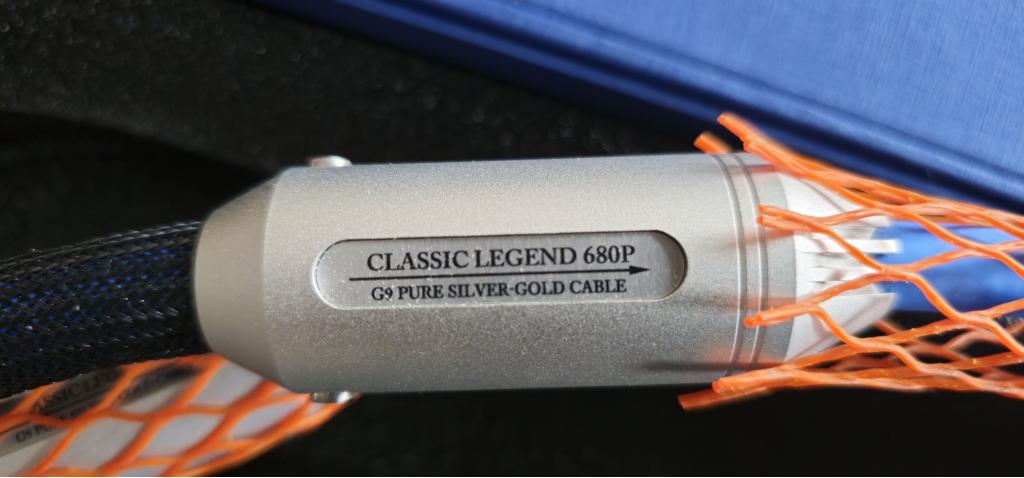 CLASSIC LEGEND 680P
G9 PURE SILVER-GOLD CABLE